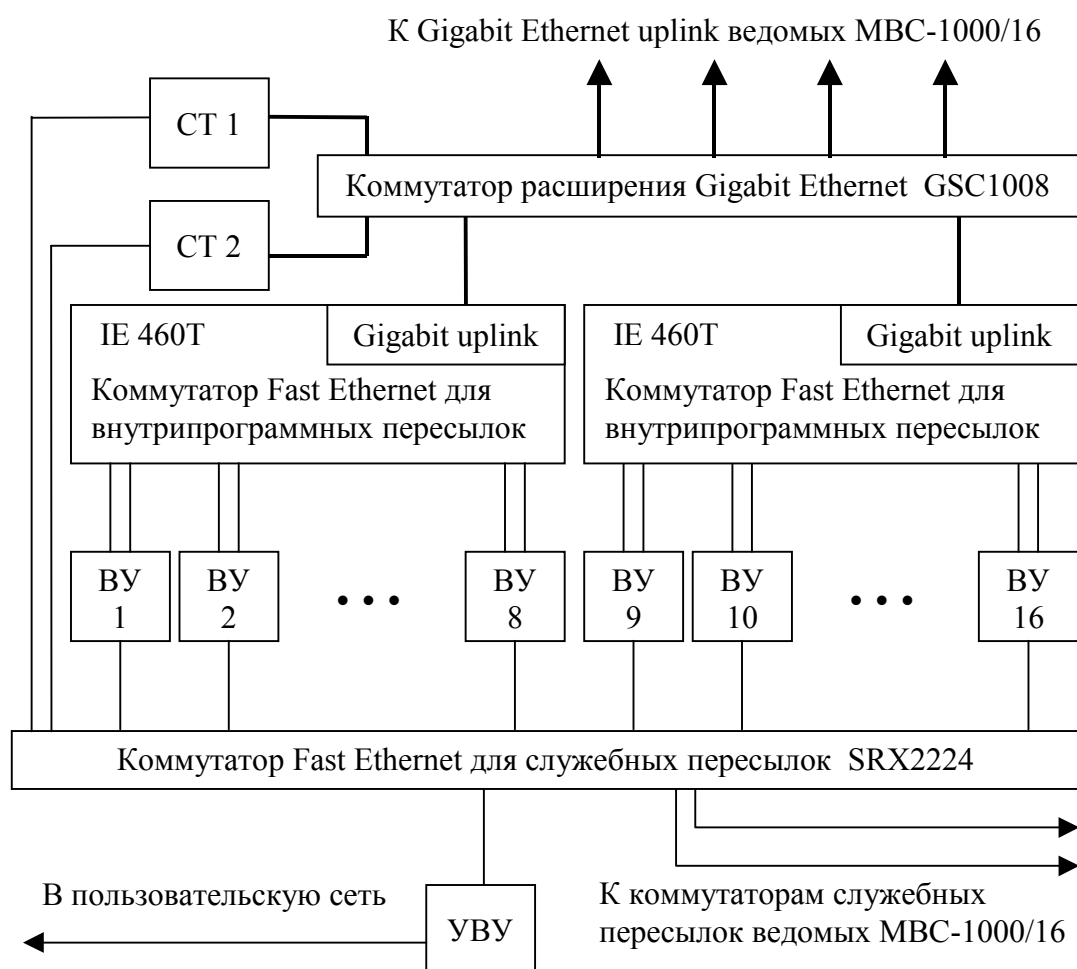 К Gigabit Ethernet uplink ведомых МВС-1000/16
СТ 1
Коммутатор расширения Gigabit Ethernet GSC1008
СТ 2
IE 460T
Gigabit uplink
Коммутатор Fast Ethernet для
внутрипрограммных пересылок
IE 460T
Gigabit uplink
Коммутатор Fast Ethernet для
внутрипрограммных пересылок
ВУ
1
ВУ
2
• • •
ВУ
8
ВУ
9
ВУ
10
• • •
ВУ
16
Коммутатор Fast Ethernet для служебных пересылок SRX2224
В пользовательскую сеть
УВУ
К коммутаторам служебных
пересылок ведомых МВС-1000/16